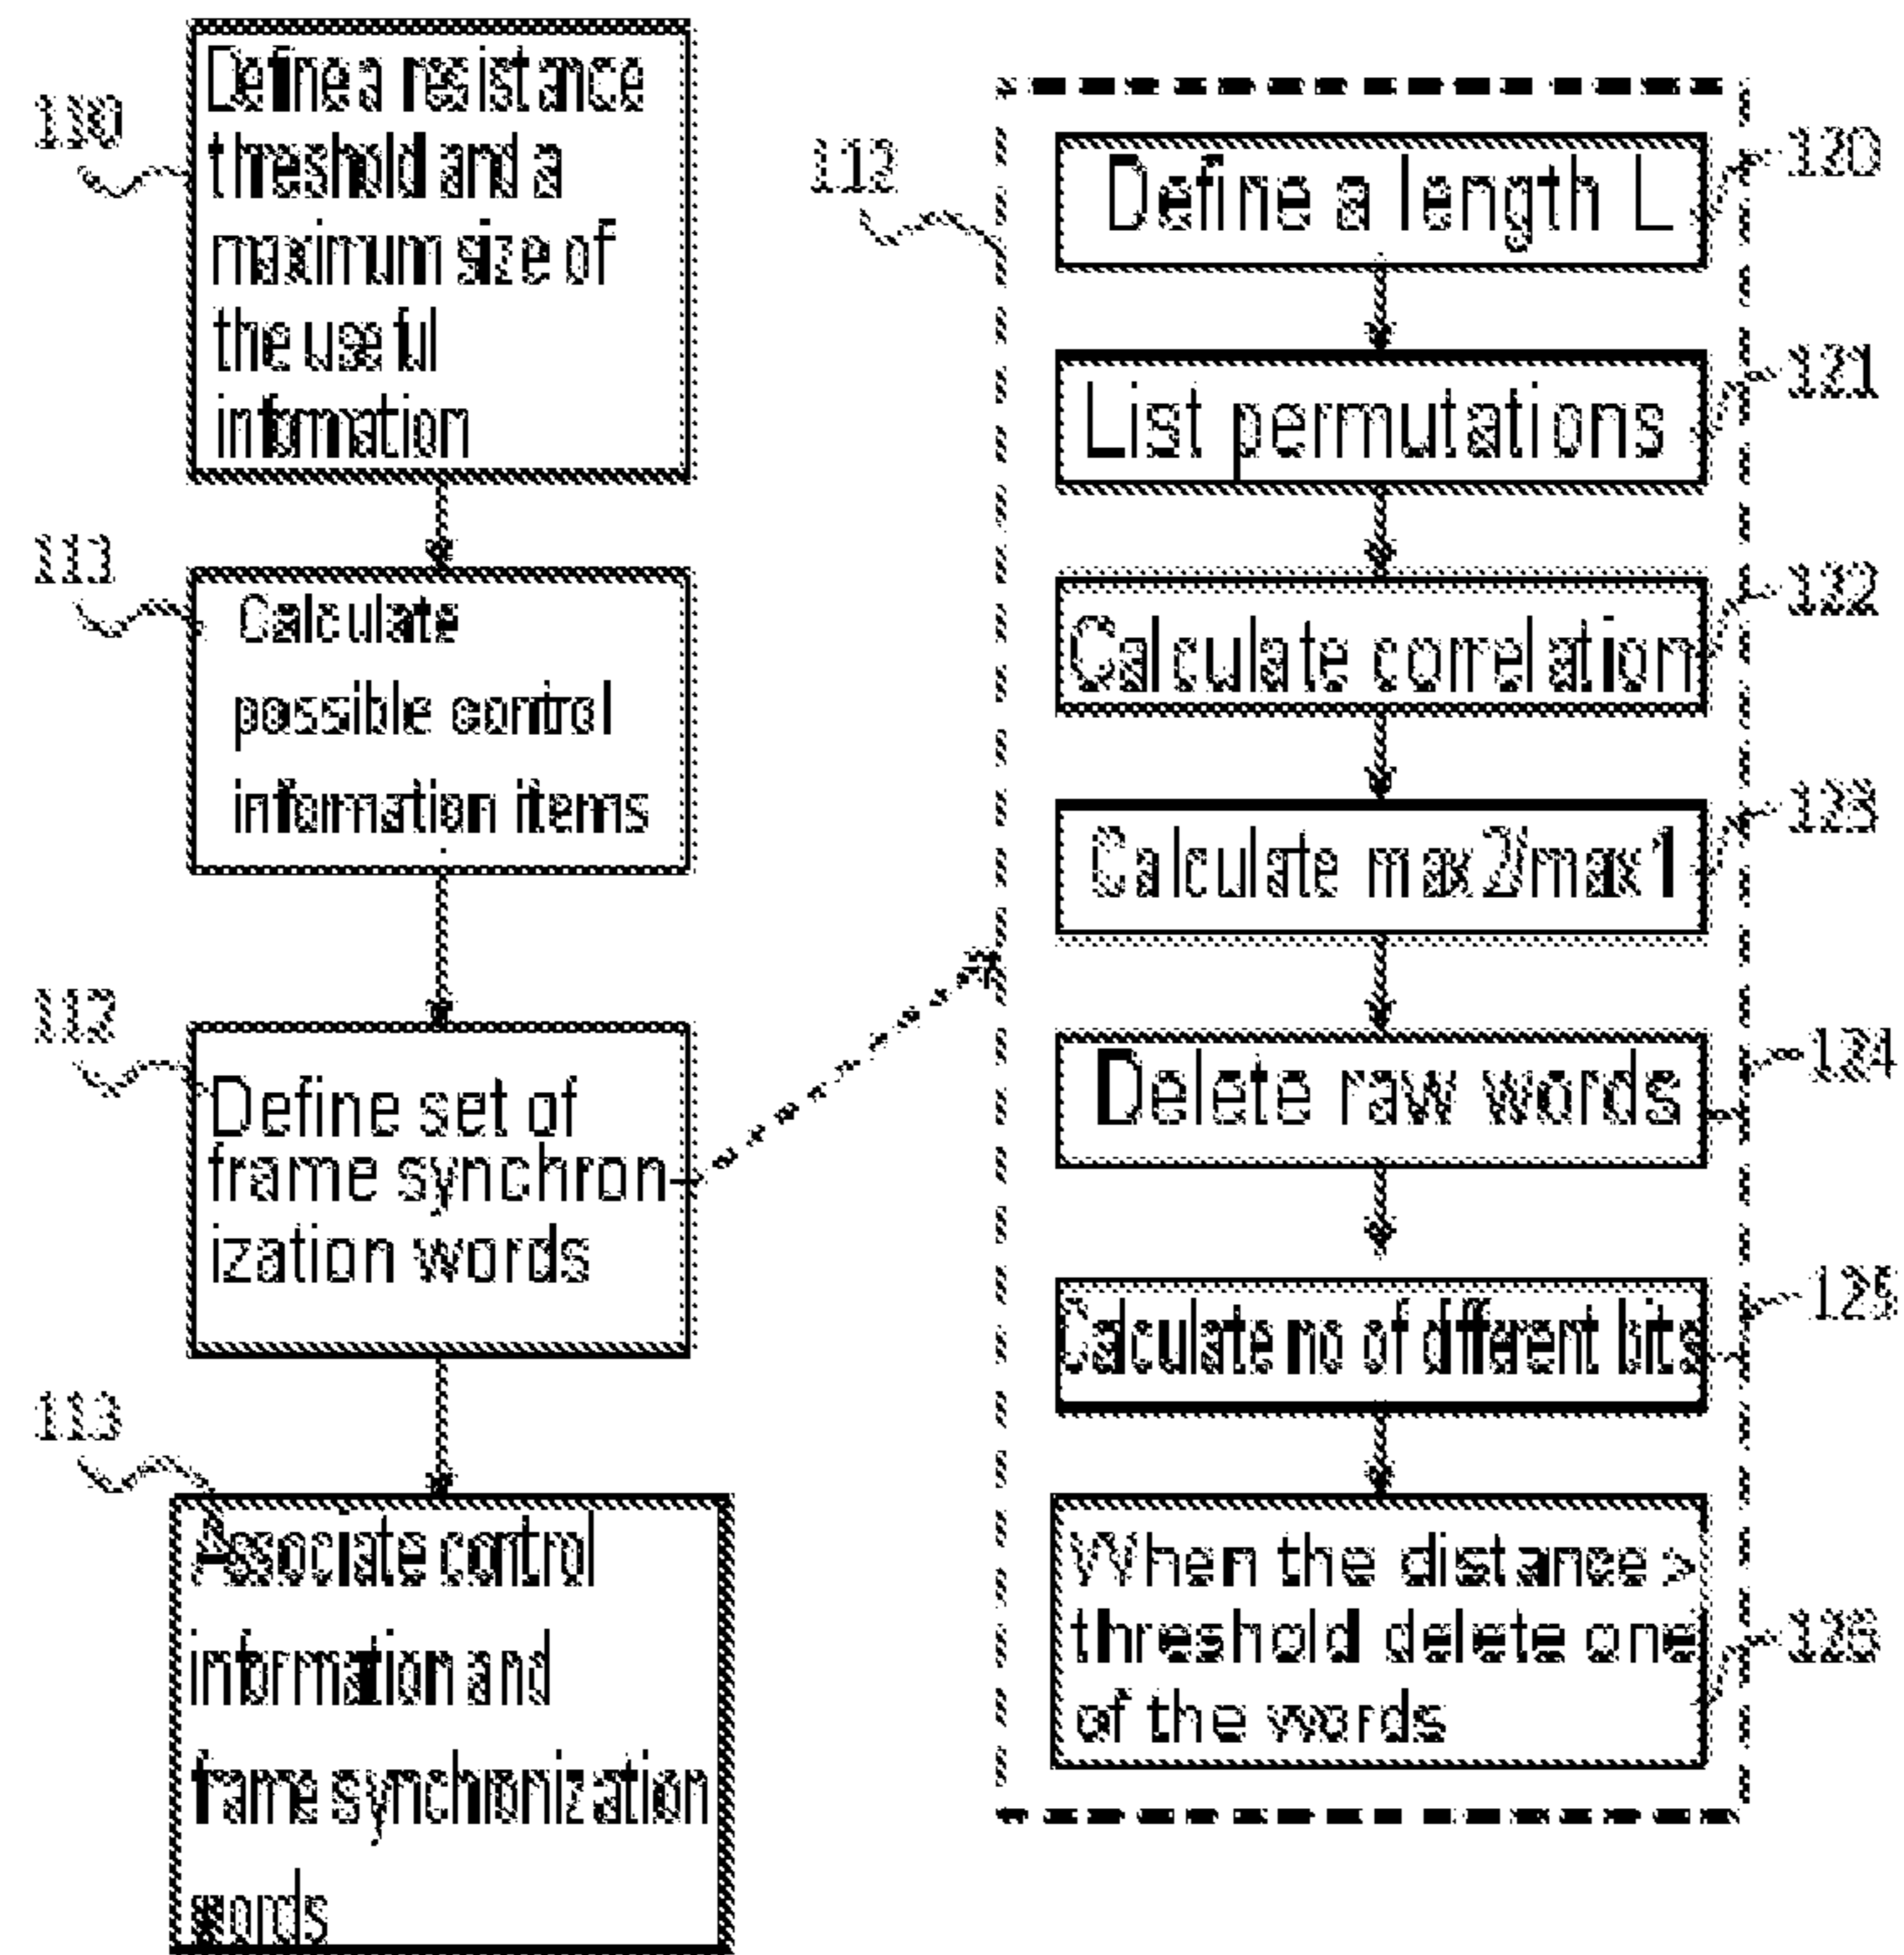 110
Define a resistance
threshold and a
maximum size of
the useful
information
113
Calculate
possible control
information items
112
Define set of
frame synchron-
ization words
113
Associate control
information and
frame synchronization
words
112
Define a length L
120
List permutations
121
Calculate correlation
122
Calculate max2/max1
123
Delete raw words
124
Calculate no of different bits
125
When the distance >
threshold delete one
of the words
126